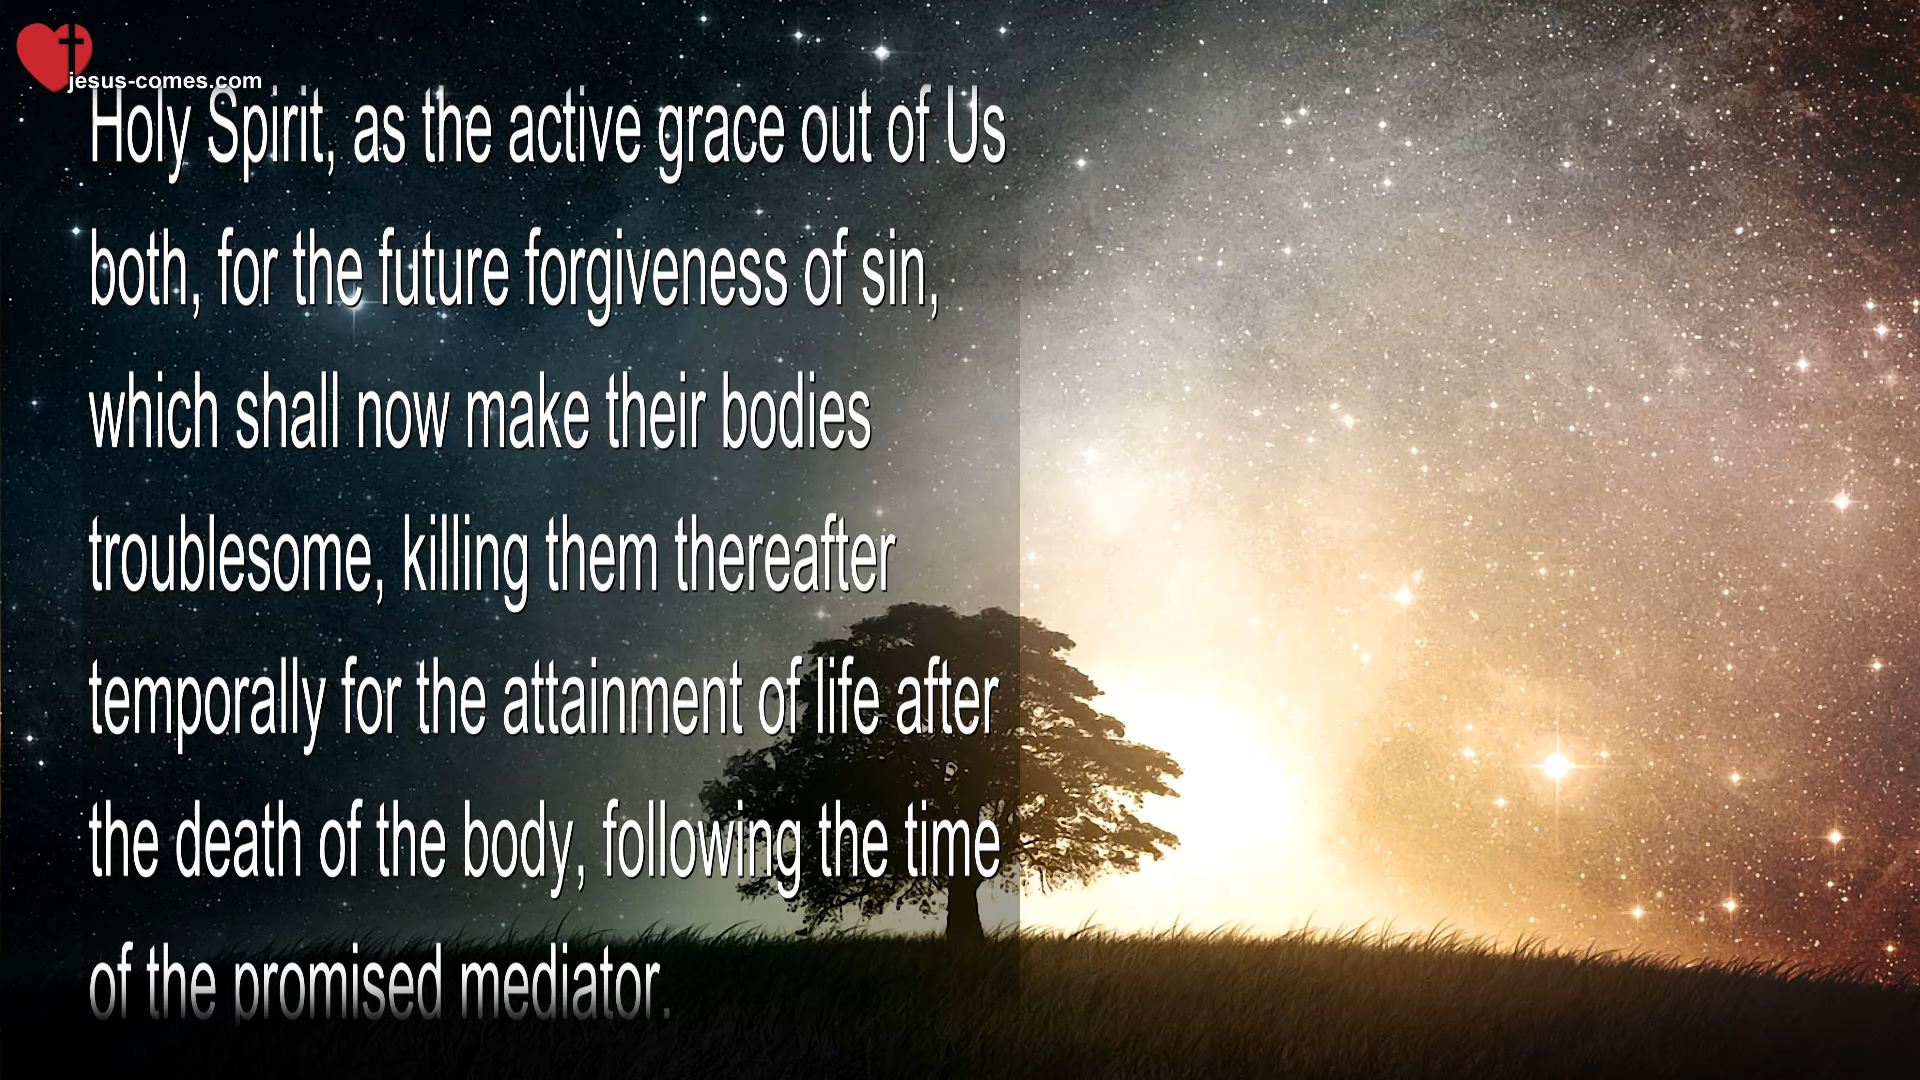 jesus-comes.com
Holy Spirit, as the active grace out of Us
both, for the future forgiveness of sin,
which shall now make their bodies
troublesome, killing them thereafter
temporally for the attainment of life after
the death of the body, following the time
of the promised mediator.